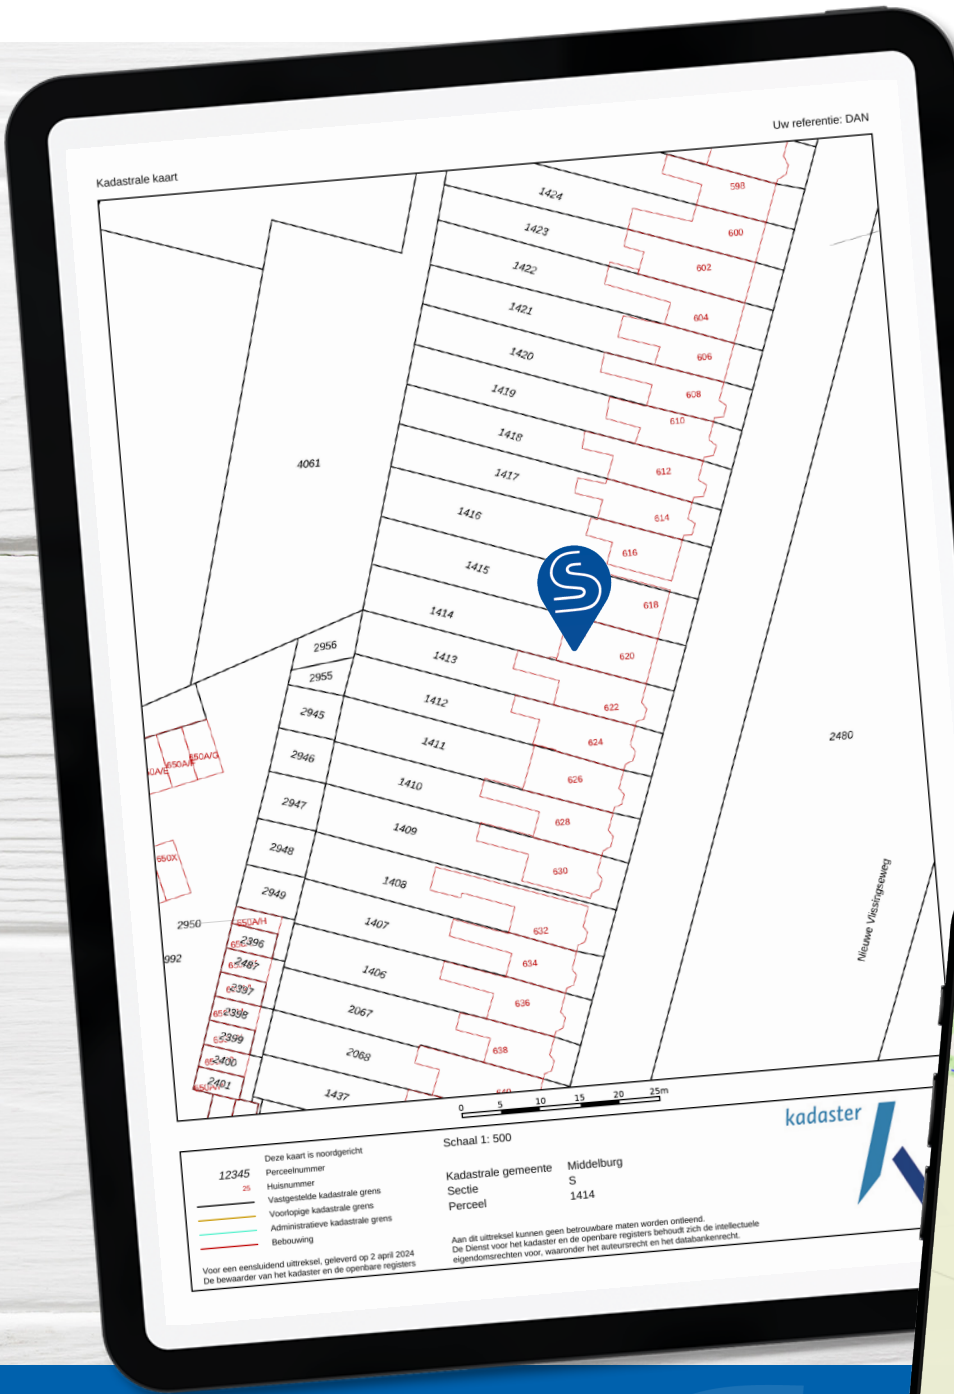 Uw referentie: DAN
Kadastrale kaart
598
1424
600
1423
602
1422
604
1421
606
1420
608
1419
610
1418
612
4061
1417
614
1416
616
1415
618
1414
620
2956
1413
2955
622
1412
2945
624
2480
1411
2946
626
650A/G
1410
2947
628
1409
2948
650X
630
1408
2949
Nieuwe Vlissingseweg
2950
650A/H
1407
632
2396
992
634
2487
1406
2397
636
2398
2067
2399
638
2400
2068
2401
1437
0 5 10 15 20 25m
kadaster
Schaal 1: 500
Deze kaart is noordgericht
12345 Perceelnummer
25 Huisnummer
Vastgestelde kadastrale grens
Voorlopige kadastrale grens
Administratieve kadastrale grens
Bebouwing
Kadastrale gemeente Middelburg
Sectie S
Perceel 1414
Voor een eensluidend uittreksel, geleverd op 2 april 2024
De bewaarder van het kadaster en de openbare registers
Aan dit uittreksel kunnen geen betrouwbare maten worden ontleend.
De Dienst voor het kadaster en de openbare registers behoudt zich de intellectuele
eigendomsrechten voor, waaronder het auteursrecht en het databankenrecht.